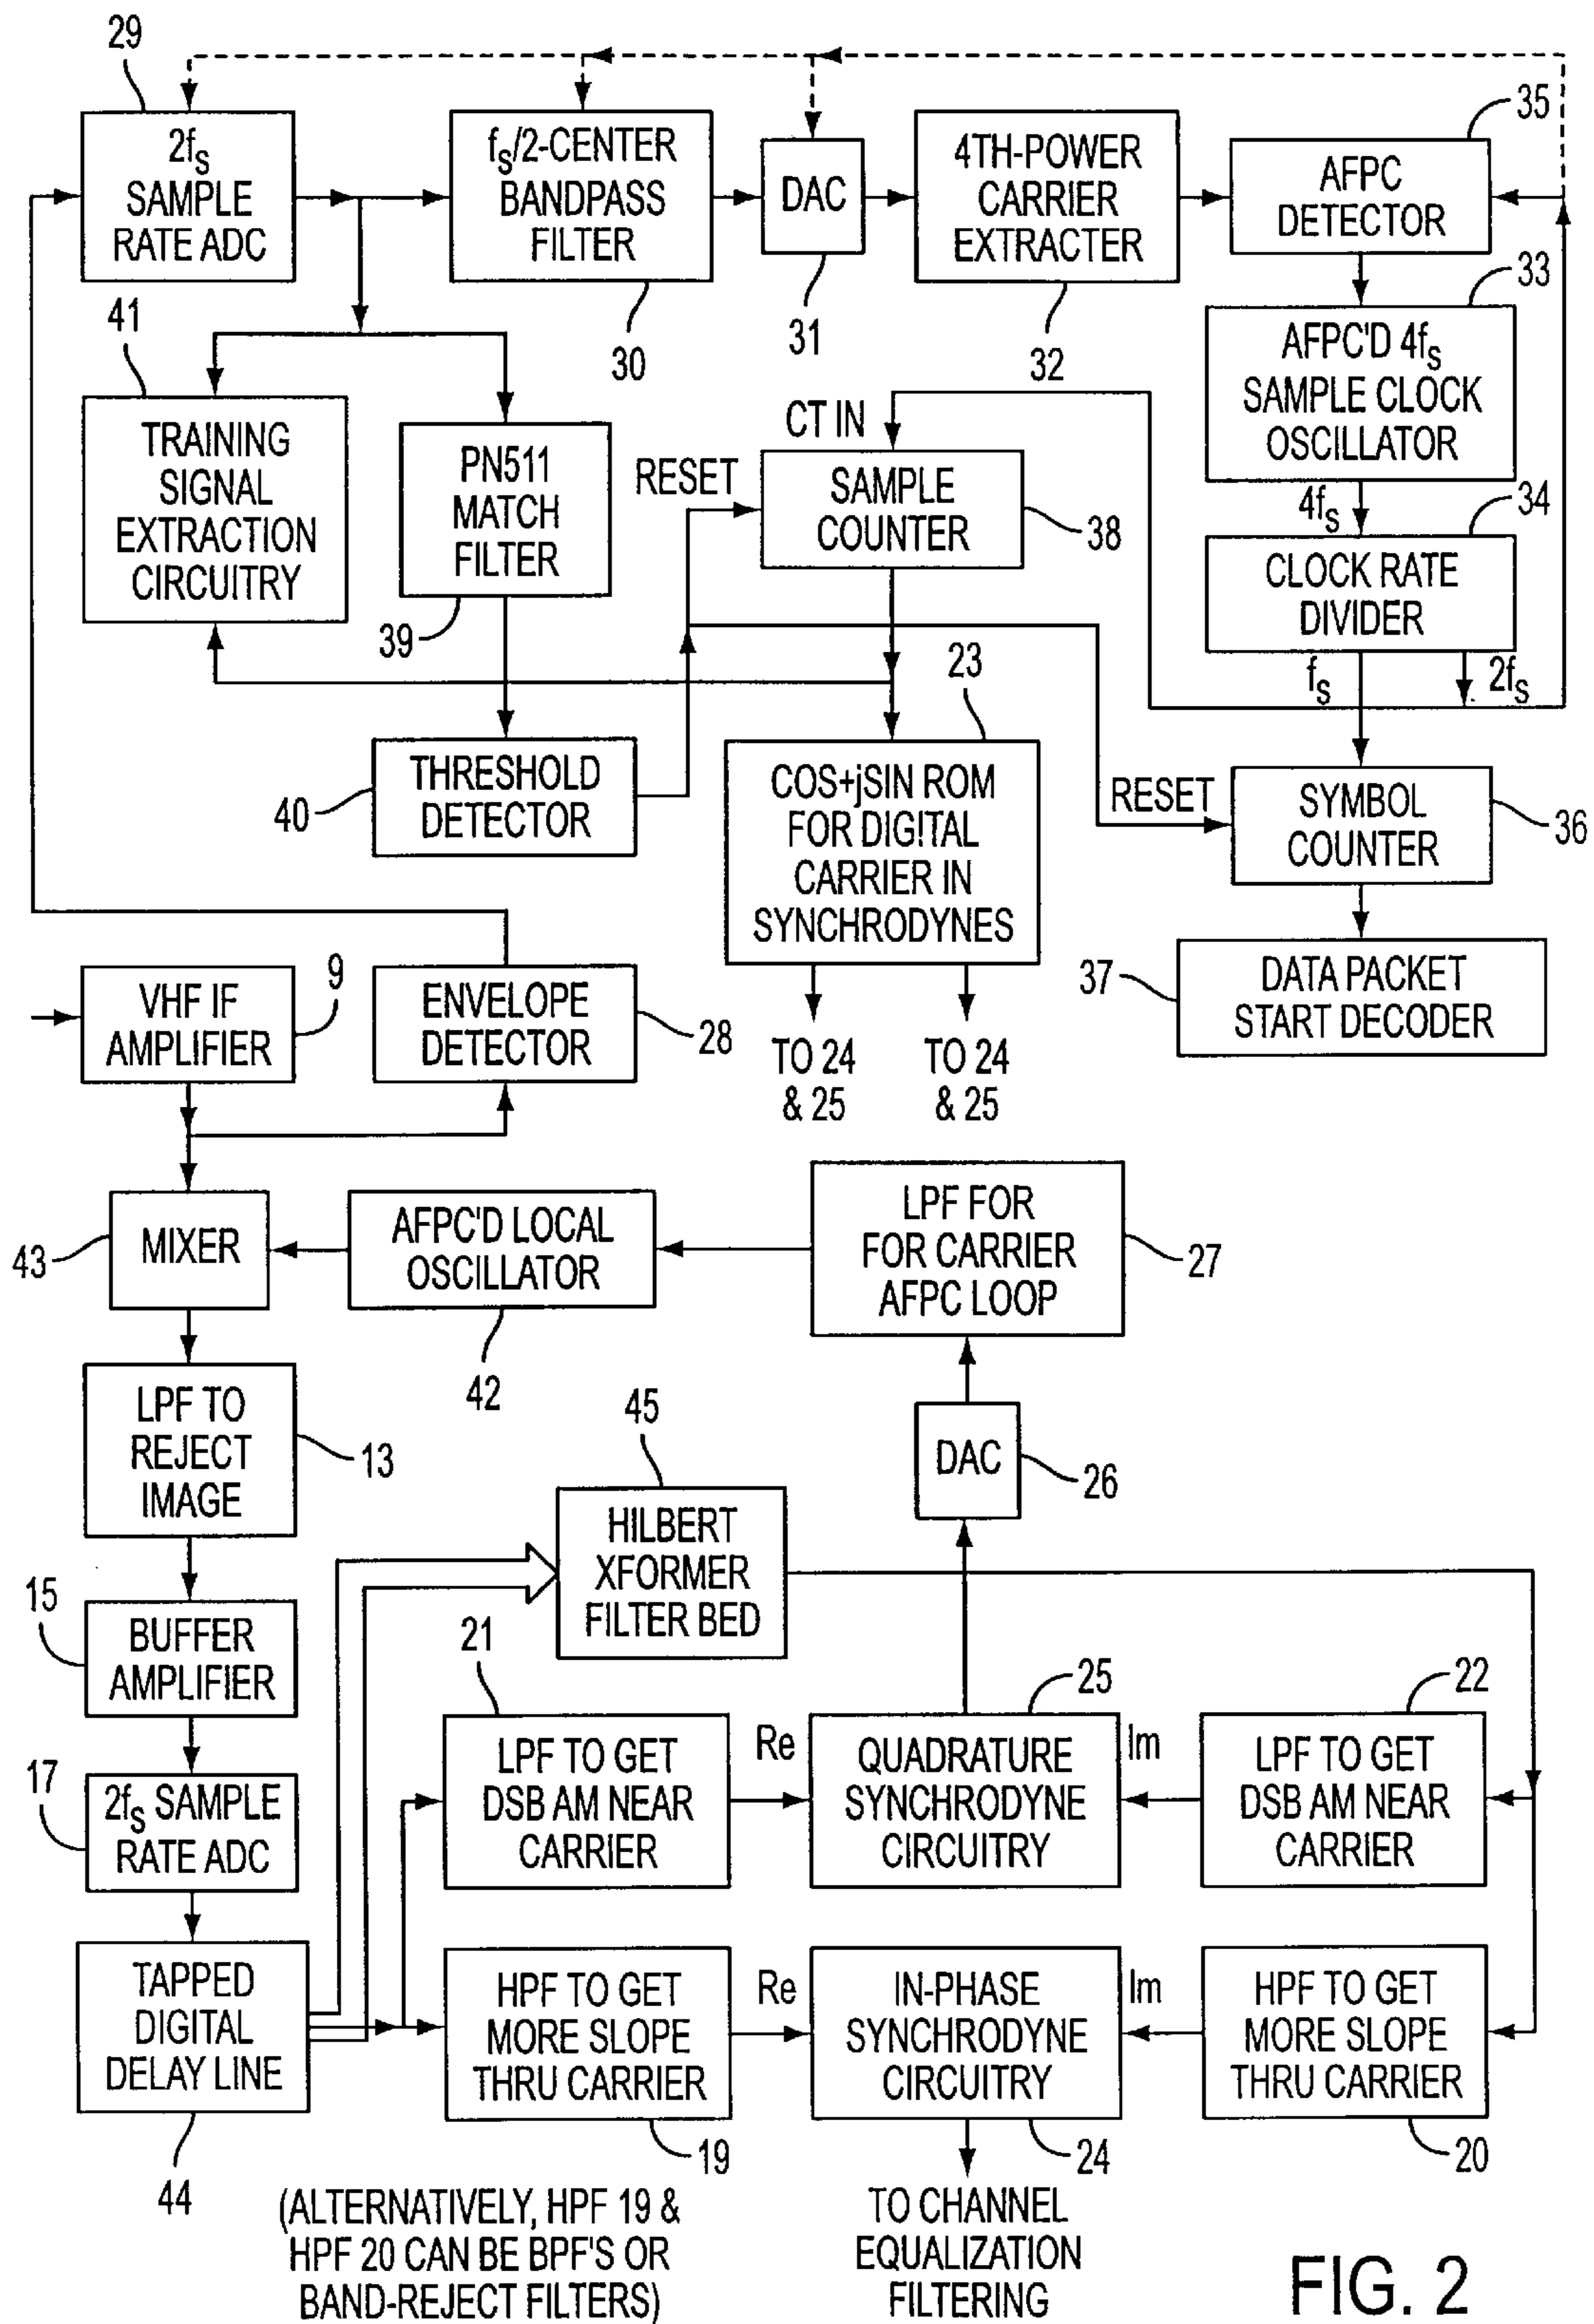 29
2fs
SAMPLE
RATE ADC
fs/2-CENTER
BANDPASS
FILTER
30
DAC
31
4TH-POWER
CARRIER
EXTRACTER
32
35
AFPC
DETECTOR
33
AFPC'D 4fs
SAMPLE CLOCK
OSCILLATOR
4fs
34
CLOCK RATE
DIVIDER
fs
2fs
41
TRAINING
SIGNAL
EXTRACTION
CIRCUITRY
PN511
MATCH
FILTER
39
CT IN
RESET
SAMPLE
COUNTER
38
THRESHOLD
DETECTOR
40
23
COS+jSIN ROM
FOR DIG!TAL
CARRIER IN
SYNCHRODYNES
TO 24
& 25
TO 24
& 25
RESET
SYMBOL
COUNTER
36
37
DATA PACKET
START DECODER
VHF IF
AMPLIFIER
9
ENVELOPE
DETECTOR
28
MIXER
43
AFPC'D LOCAL
OSCILLATOR
42
LPF FOR
FOR CARRIER
AFPC LOOP
27
LPF TO
REJECT
IMAGE
13
DAC
26
45
HILBERT
XFORMER
FILTER BED
15
BUFFER
AMPLIFIER
17
2fs SAMPLE
RATE ADC
21
LPF TO GET
DSB AM NEAR
CARRIER
Re
25
QUADRATURE
SYNCHRODYNE
CIRCUITRY
Im
22
LPF TO GET
DSB AM NEAR
CARRIER
TAPPED
DIGITAL
DELAY LINE
44
HPF TO GET
MORE SLOPE
THRU CARRIER
19
Re
IN-PHASE
SYNCHRODYNE
CIRCUITRY
24
Im
HPF TO GET
MORE SLOPE
THRU CARRIER
20
(ALTERNATIVELY, HPF 19 &
HPF 20 CAN BE BPF'S OR
BAND-REJECT FILTERS)
TO CHANNEL
EQUALIZATION
FILTERING
FIG. 2